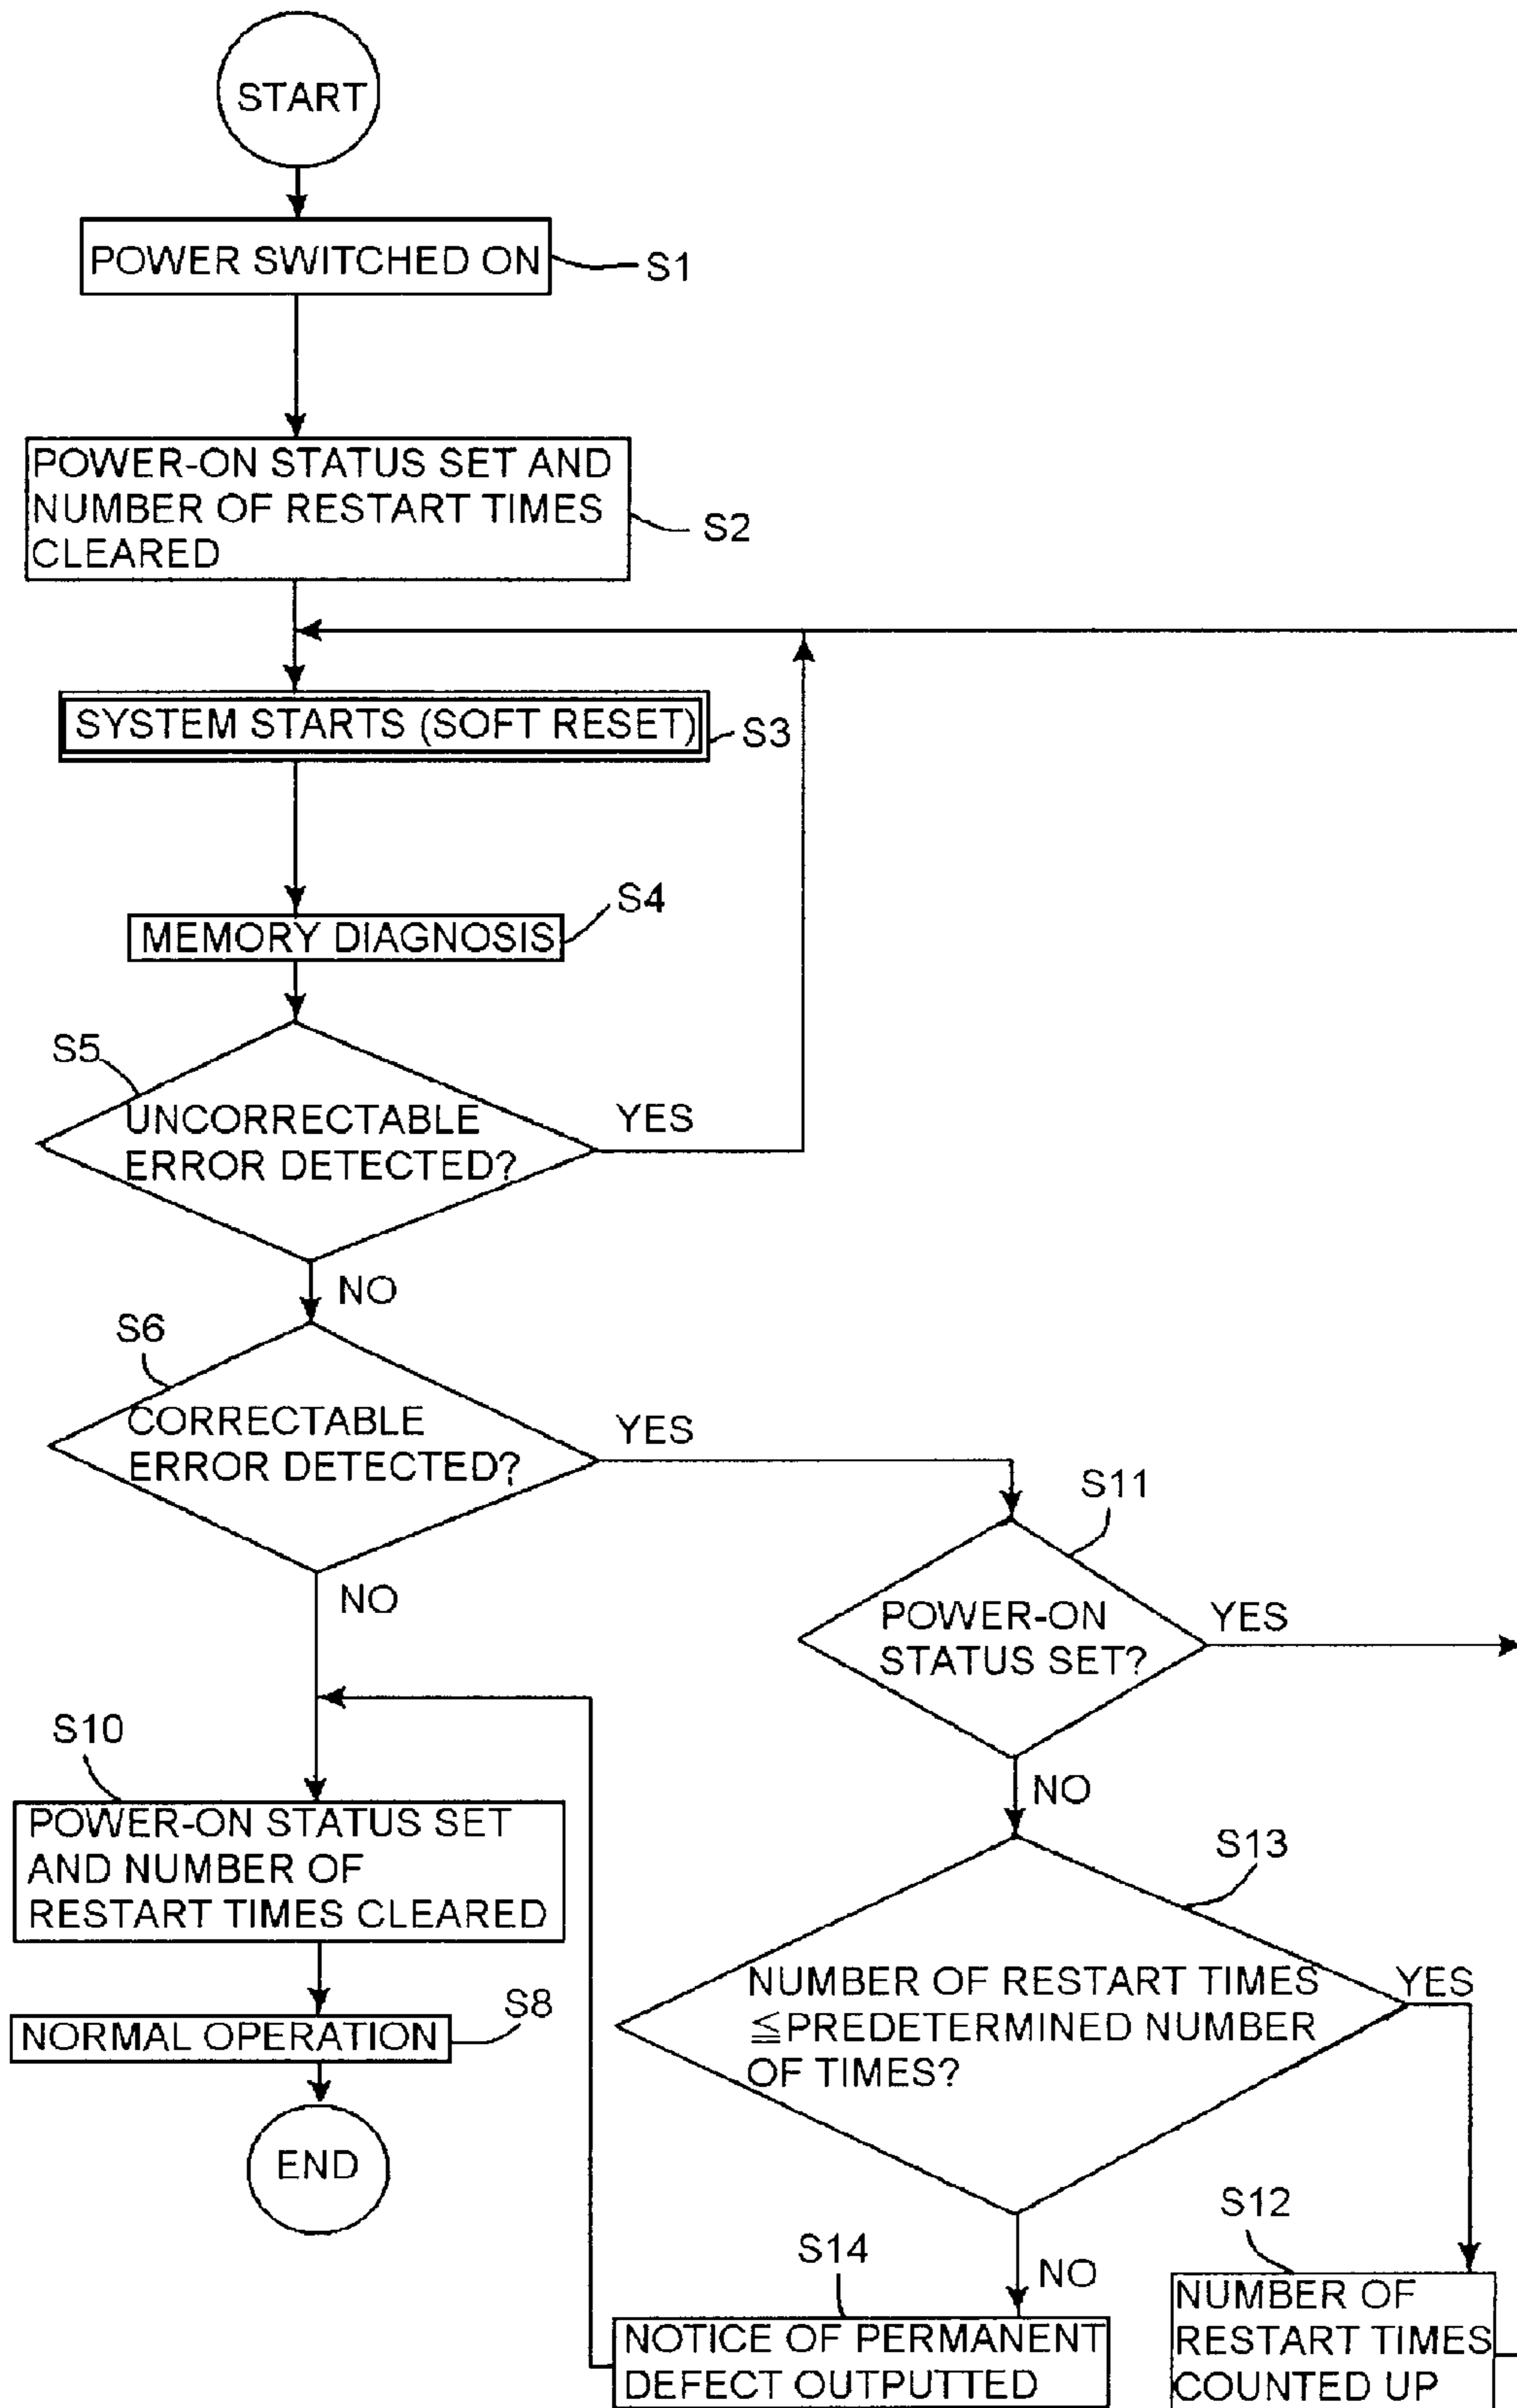 START
POWER SWITCHED ON
S1
POWER-ON STATUS SET AND
NUMBER OF RESTART TIMES
CLEARED
S2
SYSTEM STARTS (SOFT RESET)
S3
S4
MEMORY DIAGNOSIS
S5
UNCORRECTABLE
ERROR DETECTED?
YES
NO
S6
CORRECTABLE
ERROR DETECTED?
YES
NO
S11
POWER-ON
STATUS SET?
YES
NO
S10
POWER-ON STATUS SET
AND NUMBER OF
RESTART TIMES CLEARED
S13
NUMBER OF RESTART TIMES
≦PREDETERMINED NUMBER
OF TIMES?
YES
NO
S8
NORMAL OPERATION
END
S14
NOTICE OF PERMANENT
DEFECT OUTPUTTED
S12
NUMBER OF
RESTART TIMES
COUNTED UP